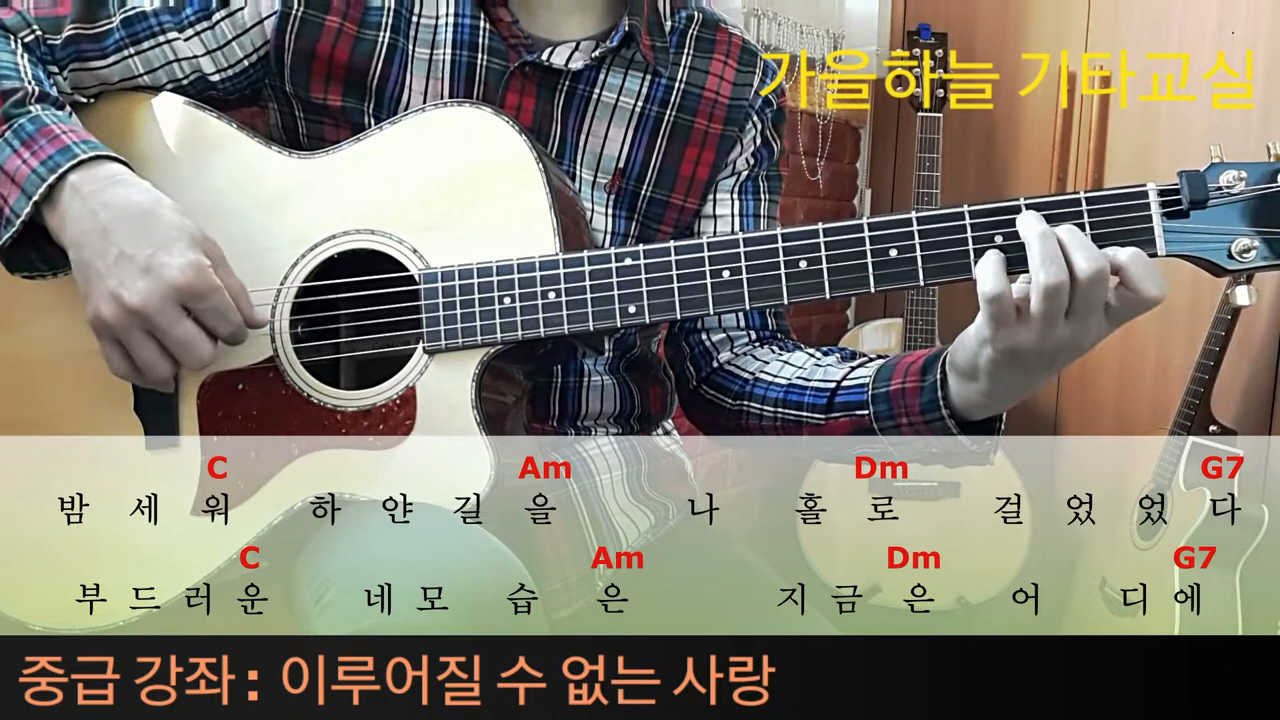 가을하늘 기타교실
C Am Dm G7
밤 세 워 하 얀 길 을 나 홀 로 걸 었 었 다
C Am Dm G7
부 드 러 운 네 모 습 은 지 금 은 어 디 에
중급 강좌 : 이루어질 수 없는 사랑